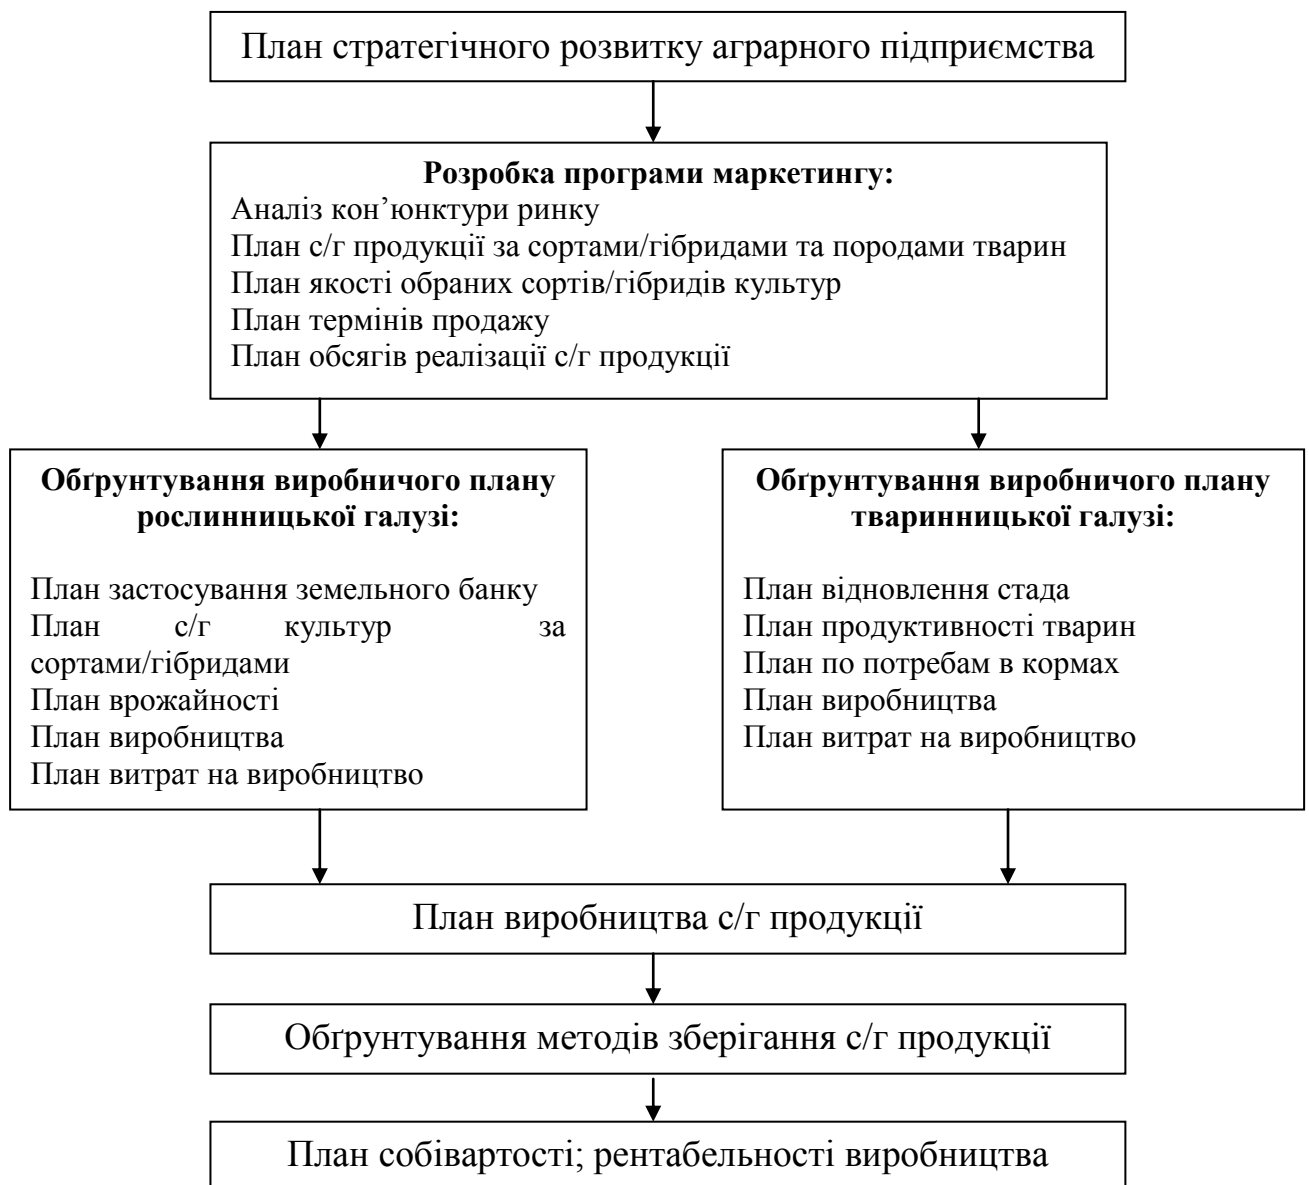 План стратегічного розвитку аграрного підприємства
Розробка програми маркетингу:
Аналіз кон’юнктури ринку
План с/г продукції за сортами/гібридами та породами тварин
План якості обраних сортів/гібридів культур
План термінів продажу
План обсягів реалізації с/г продукції
Обґрунтування виробничого плану
рослинницької галузі:
План застосування земельного банку
План с/г культур за
сортами/гібридами
План врожайності
План виробництва
План витрат на виробництво
Обґрунтування виробничого плану
тваринницької галузі:
План відновлення стада
План продуктивності тварин
План по потребам в кормах
План виробництва
План витрат на виробництво
План виробництва с/г продукції
Обґрунтування методів зберігання с/г продукції
План собівартості; рентабельності виробництва